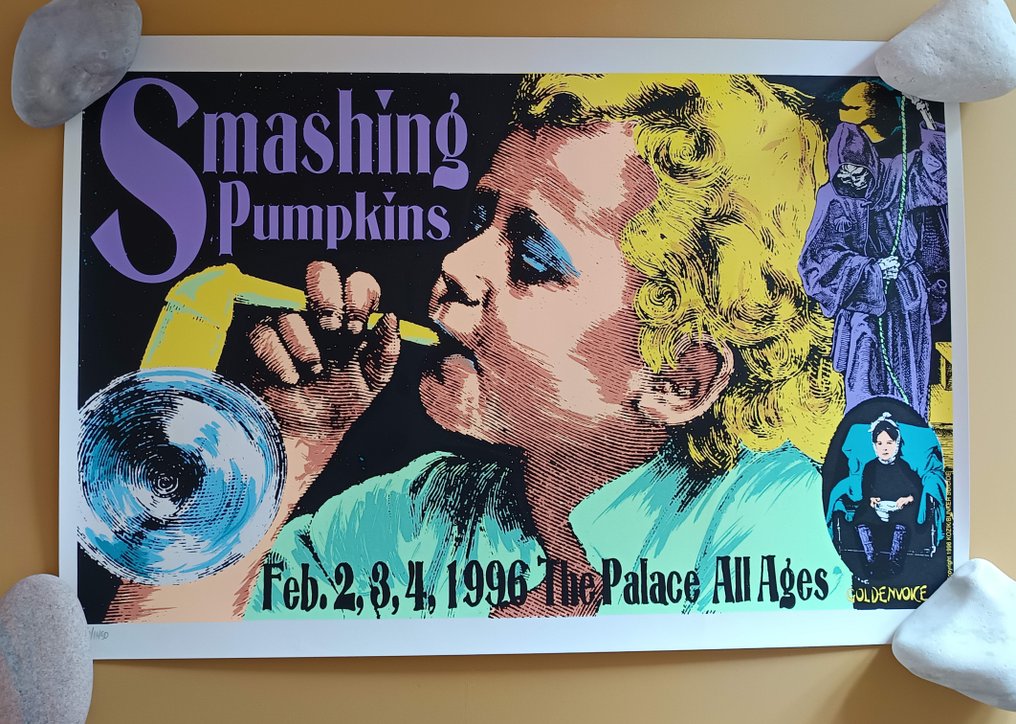 Smashing
Pumpkins
Feb. 2, 3, 4, 1996 The Palace All Ages
GOLDENVOICE